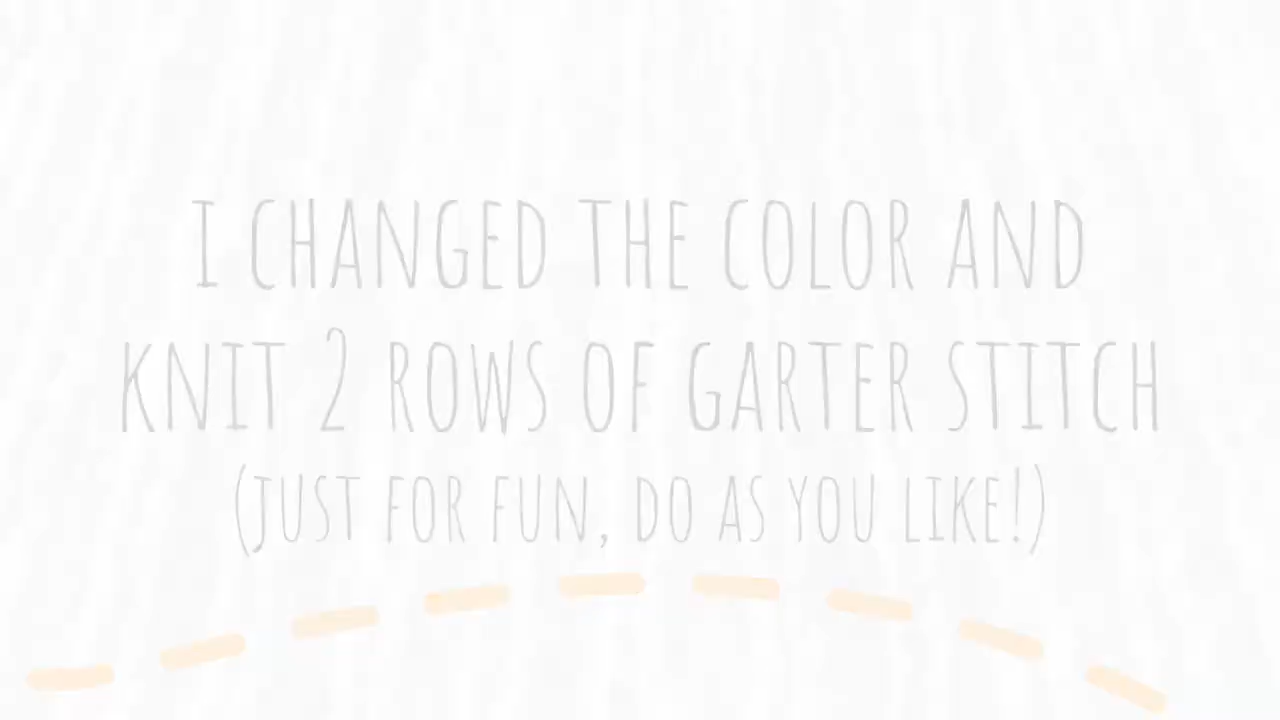 I CHANGED THE COLOR AND
KNIT 2 ROWS OF GARTER STITCH
(JUST FOR FUN, DO AS YOU LIKE!)